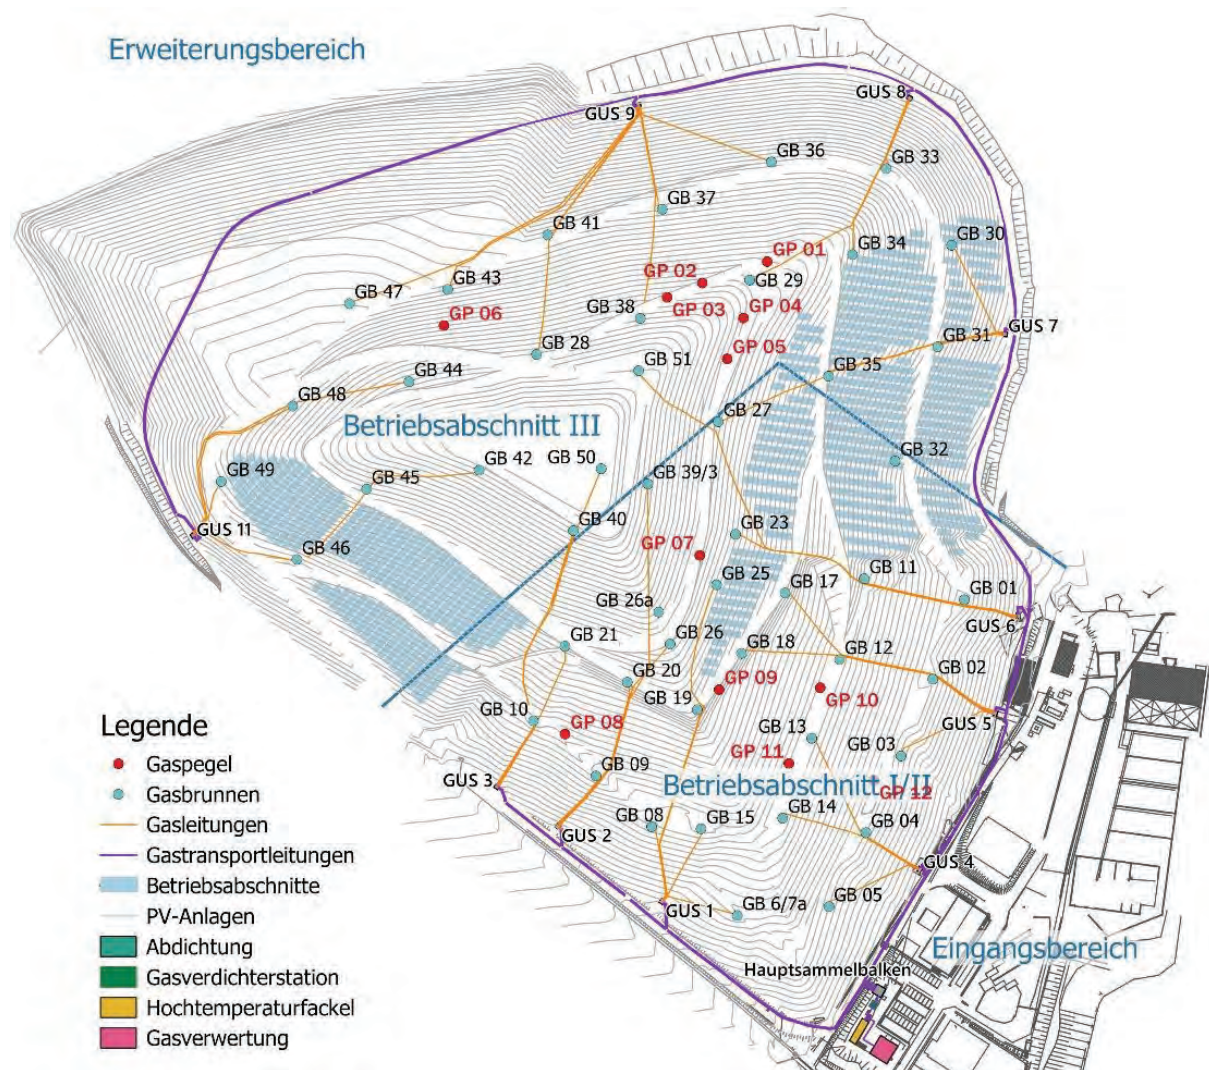 Erweiterungsbereich
GUS 8
GUS 9
GB 36
GB 33
GB 37
GB 41
GB 34
GB 30
GP 01
GP 02
GB 29
GB 43
GB 47
GB 38
GP 03
GP 04
GP 06
GUS 7
GB 31
GB 28
GB 51
GP 05
GB 35
GB 44
GB 48
GB 27
Betriebsabschnitt III
GB 32
GB 42
GB 50
GB 49
GB 39/3
GB 45
GUS 11
GB 40
GB 23
GP 07
GB 46
GB 25
GB 17
GB 11
GB 01
GB 26a
GUS 6
GB 21
GB 26
GB 18
GB 12
GB 02
GB 20
GP 09
GP 10
GB 19
GB 10
GP 08
GUS 5
GB 13
GB 03
GP 11
GUS 3
GB 09
Betriebsabschnitt I/II
GP 12
GB 14
GB 08
GB 15
GB 04
GUS 2
GUS 4
GB 05
GUS 1
GB 6/7a
Eingangsbereich
Hauptsammelbalken
Legende
Gaspegel
Gasbrunnen
Gasleitungen
Gastransportleitungen
Betriebsabschnitte
PV-Anlagen
Abdichtung
Gasverdichterstation
Hochtemperaturfackel
Gasverwertung